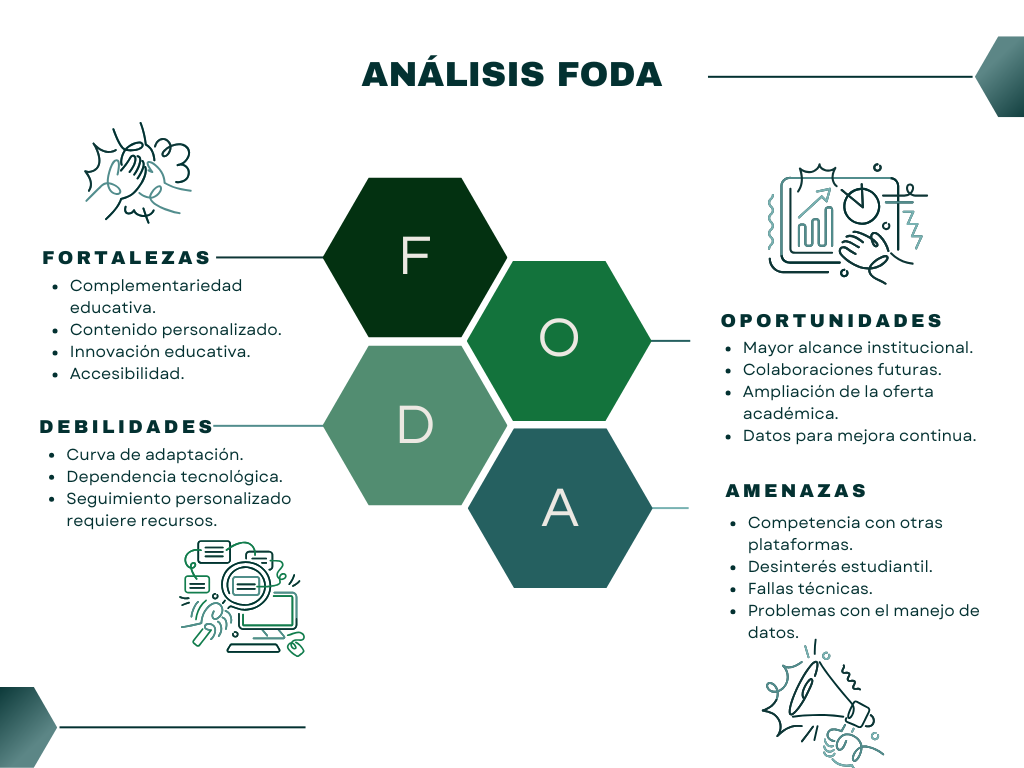 ANÁLISIS FODA
FORTALEZAS
• Complementariedad
educativa.
• Contenido personalizado.
• Innovación educativa.
• Accesibilidad.
F
O
OPORTUNIDADES
• Mayor alcance institucional.
• Colaboraciones futuras.
• Ampliación de la oferta
académica.
• Datos para mejora continua.
DEBILIDADES
• Curva de adaptación.
• Dependencia tecnológica.
• Seguimiento personalizado
requiere recursos.
D
A
AMENAZAS
• Competencia con otras
plataformas.
• Desinterés estudiantil.
• Fallas técnicas.
• Problemas con el manejo de
datos.